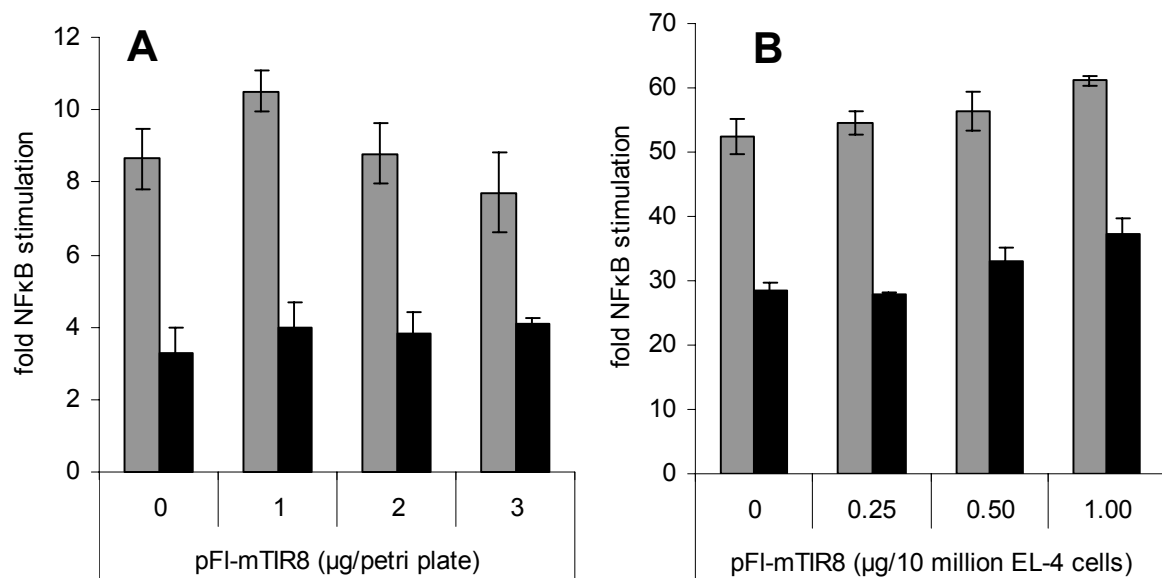 A
fold NFκB stimulation
12
10
8
6
4
2
0
0 1 2 3
pFl-mTIR8 (µg/petri plate)
B
fold NFκB stimulation
70
60
50
40
30
20
10
0
0 0.25 0.50 1.00
pFl-mTIR8 (µg/10 million EL-4 cells)